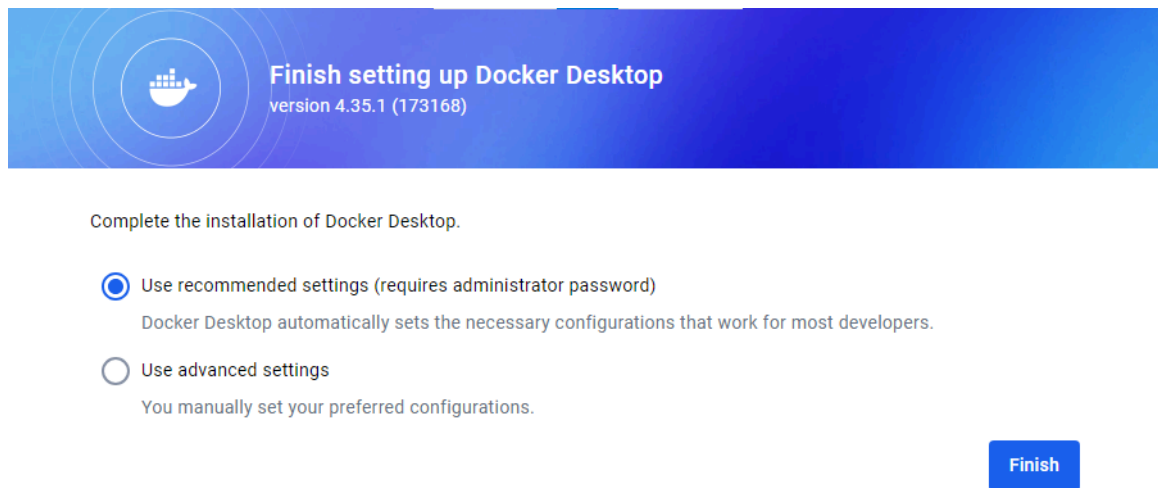 Finish setting up Docker Desktop
version 4.35.1 (173168)
Complete the installation of Docker Desktop.
Use recommended settings (requires administrator password)
Docker Desktop automatically sets the necessary configurations that work for most developers.
Use advanced settings
You manually set your preferred configurations.
Finish